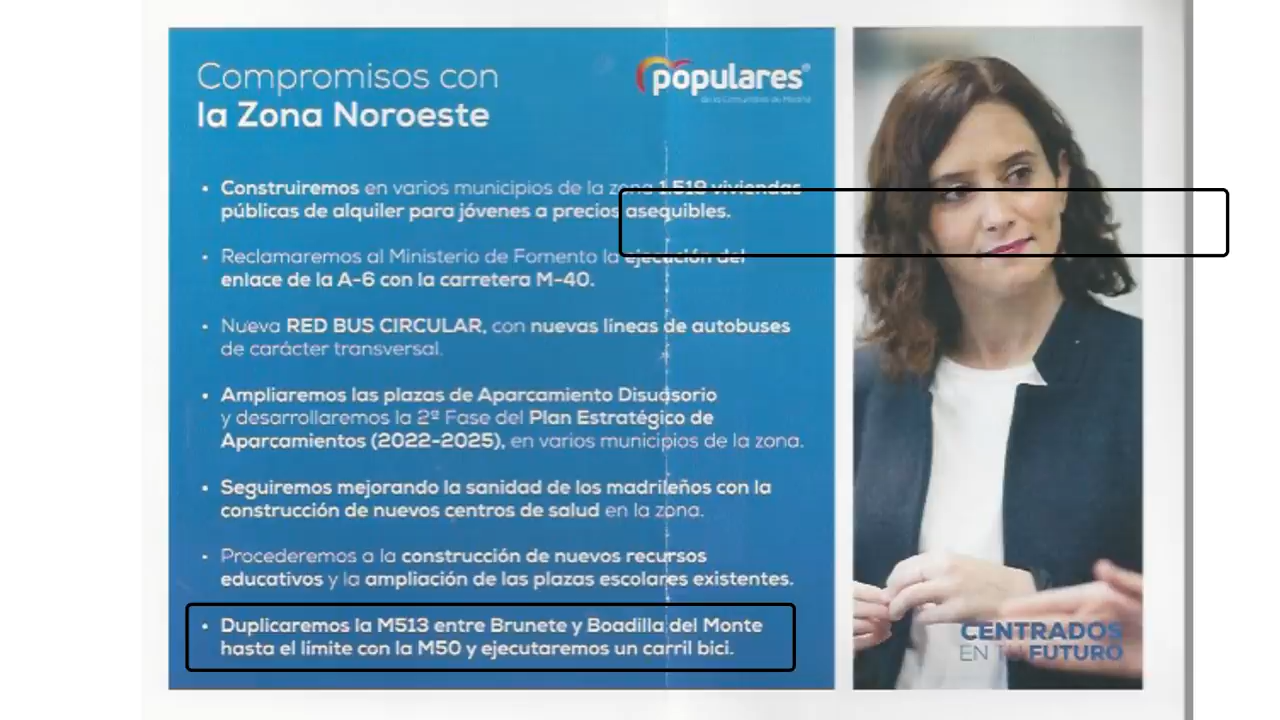 Compromisos con
la Zona Noroeste
populares
de la Comunidad de Madrid
• Construiremos en varios municipios de la zona 1.519 viviendas
públicas de alquiler para jóvenes a precios asequibles.
• Reclamaremos al Ministerio de Fomento la ejecución del
enlace de la A-6 con la carretera M-40.
• Nueva RED BUS CIRCULAR, con nuevas líneas de autobuses
de carácter transversal.
• Ampliaremos las plazas de Aparcamiento Disuasorio
y desarrollaremos la 2ª Fase del Plan Estratégico de
Aparcamientos (2022-2025), en varios municipios de la zona.
• Seguiremos mejorando la sanidad de los madrileños con la
construcción de nuevos centros de salud en la zona.
• Procederemos a la construcción de nuevos recursos
educativos y la ampliación de las plazas escolares existentes.
• Duplicaremos la M513 entre Brunete y Boadilla del Monte
hasta el límite con la M50 y ejecutaremos un carril bici.
CENTRADOS
EN TU FUTURO